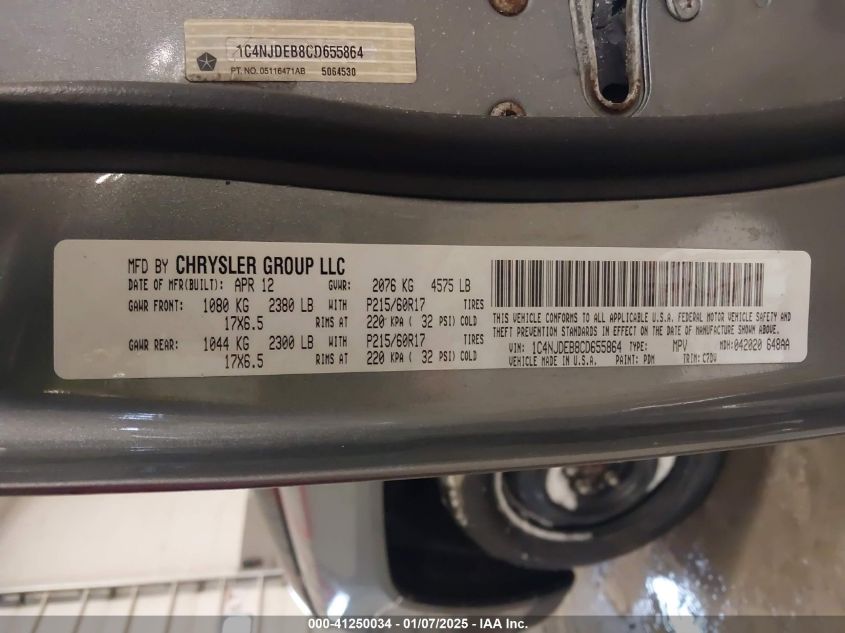 1C4NJDEB8CD655864
PT. NO. 05116471AB 5064530
MFD BY CHRYSLER GROUP LLC
DATE OF MFR(BUILT): APR 12 GVWR: 2076 KG 4575 LB
GAWR FRONT: 1080 KG 2380 LB WITH P215/60R17 TIRES
17X6.5 RIMS AT 220 KPA ( 32 PSI) COLD
GAWR REAR: 1044 KG 2300 LB WITH P215/60R17 TIRES
17X6.5 RIMS AT 220 KPA ( 32 PSI) COLD
THIS VEHICLE CONFORMS TO ALL APPLICABLE U.S.A. FEDERAL MOTOR VEHICLE SAFETY AND
THEFT PREVENTION STANDARDS IN EFFECT ON THE DATE OF MANUFACTURE SHOWN ABOVE.
VIN: 1C4NJDEB8CD655864 TYPE: MPV MDH: 042020 648AA
VEHICLE MADE IN U.S.A. PAINT: PDM TRIM: C7DV
000-41250034 - 01/07/2025 - IAA Inc.